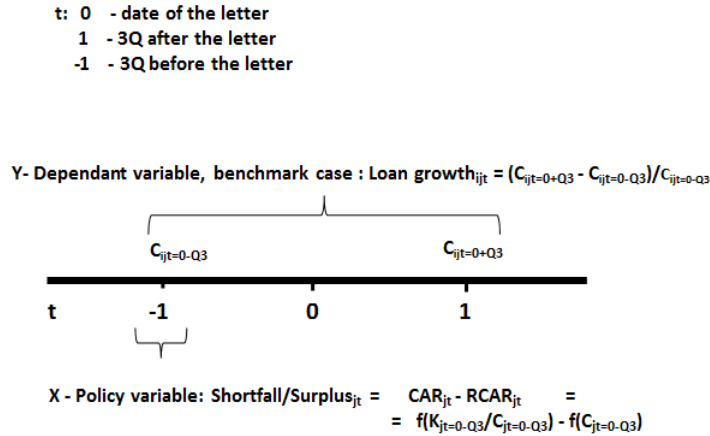 t: 0 - date of the letter
1 - 3Q after the letter
-1 - 3Q before the letter
Y- Dependant variable, benchmark case : Loan growthijt = (Cijt=0+Q3 - Cijt=0-Q3)/Cijt=0-Q3
Cijt=0-Q3 Cijt=0+Q3
t -1 0 1
X - Policy variable: Shortfall/Surplusjt = CARjt - RCARjt =
= f(Kjt=0-Q3/Cjt=0-Q3) - f(Cjt=0-Q3)